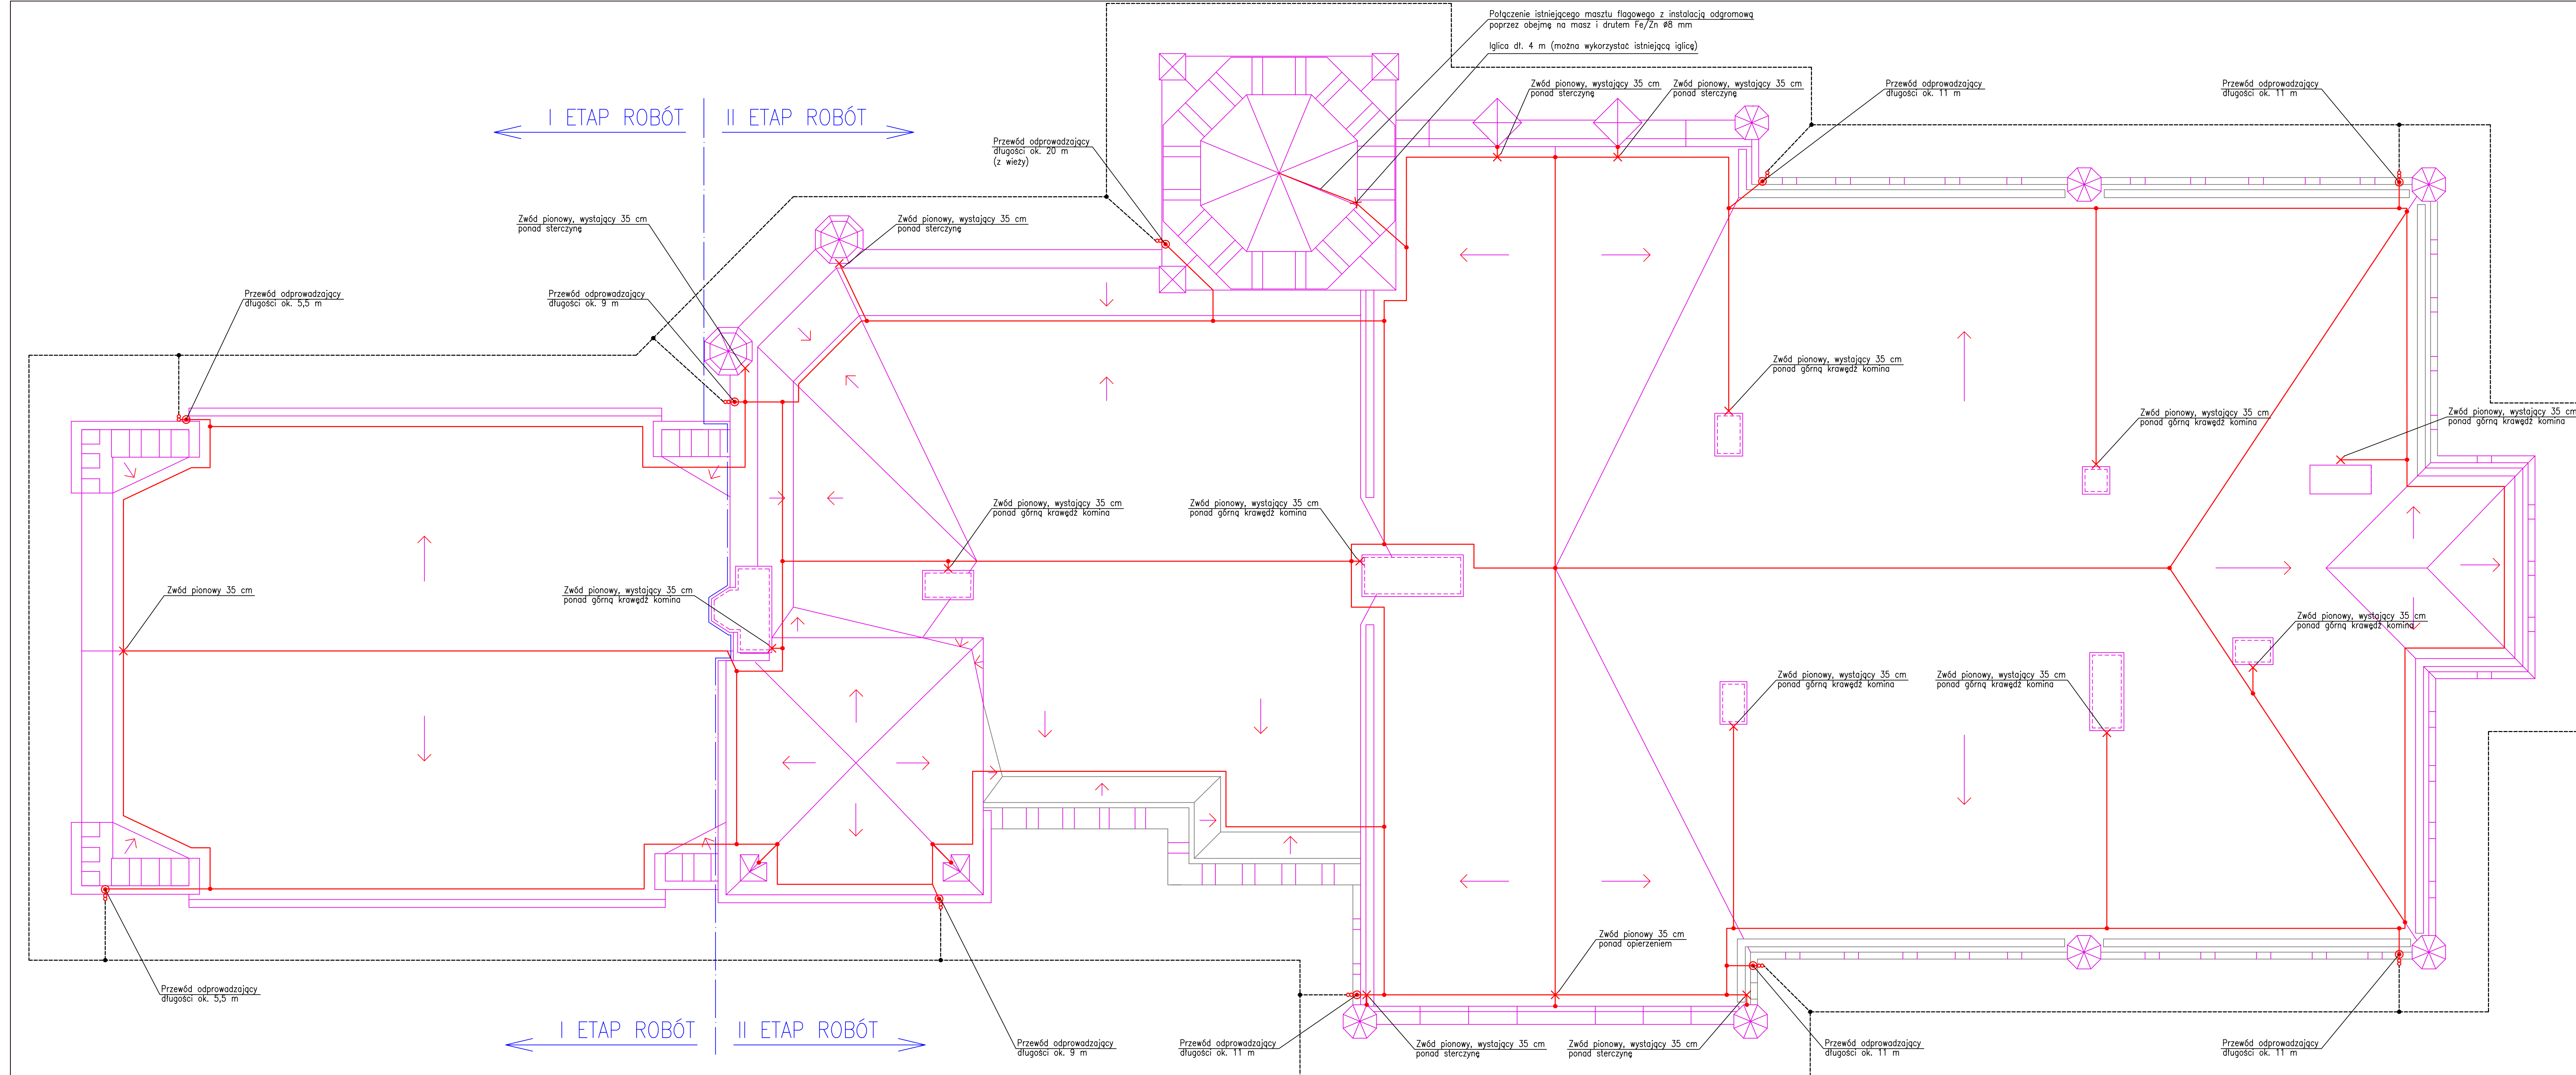 Połączenie istniejącego masztu flagowego z instalacją odgromową
poprzez obejmę na masz i drutem Fe/Zn Ø8 mm
Iglica dł. 4 m (można wykorzystać istniejącą iglicę)
Zwód pionowy, wystający 35 cm
ponad sterczynę
Zwód pionowy, wystający 35 cm
ponad sterczynę
Przewód odprowadzający
długości ok. 11 m
Przewód odprowadzający
długości ok. 11 m
I ETAP ROBÓT
II ETAP ROBÓT
Przewód odprowadzający
długości ok. 20 m
(z wieży)
Zwód pionowy, wystający 35 cm
ponad sterczynę
Zwód pionowy, wystający 35 cm
ponad sterczynę
Przewód odprowadzający
długości ok. 5,5 m
Przewód odprowadzający
długości ok. 9 m
Zwód pionowy, wystający 35 cm
ponad górną krawędź komina
Zwód pionowy, wystający 35 cm
ponad górną krawędź komina
Zwód pionowy, wystający 35 cm
ponad górną krawędź komina
Zwód pionowy, wystający 35 cm
ponad górną krawędź komina
Zwód pionowy, wystający 35 cm
ponad górną krawędź komina
Zwód pionowy 35 cm
Zwód pionowy, wystający 35 cm
ponad górną krawędź komina
Zwód pionowy, wystający 35 cm
ponad górną krawędź komina
Zwód pionowy, wystający 35 cm
ponad górną krawędź komina
Zwód pionowy, wystający 35 cm
ponad górną krawędź komina
Zwód pionowy 35 cm
ponad opierzeniem
Przewód odprowadzający
długości ok. 5,5 m
I ETAP ROBÓT
II ETAP ROBÓT
Przewód odprowadzający
długości ok. 9 m
Przewód odprowadzający
długości ok. 11 m
Zwód pionowy, wystający 35 cm
ponad sterczynę
Zwód pionowy, wystający 35 cm
ponad sterczynę
Przewód odprowadzający
długości ok. 11 m
Przewód odprowadzający
długości ok. 11 m